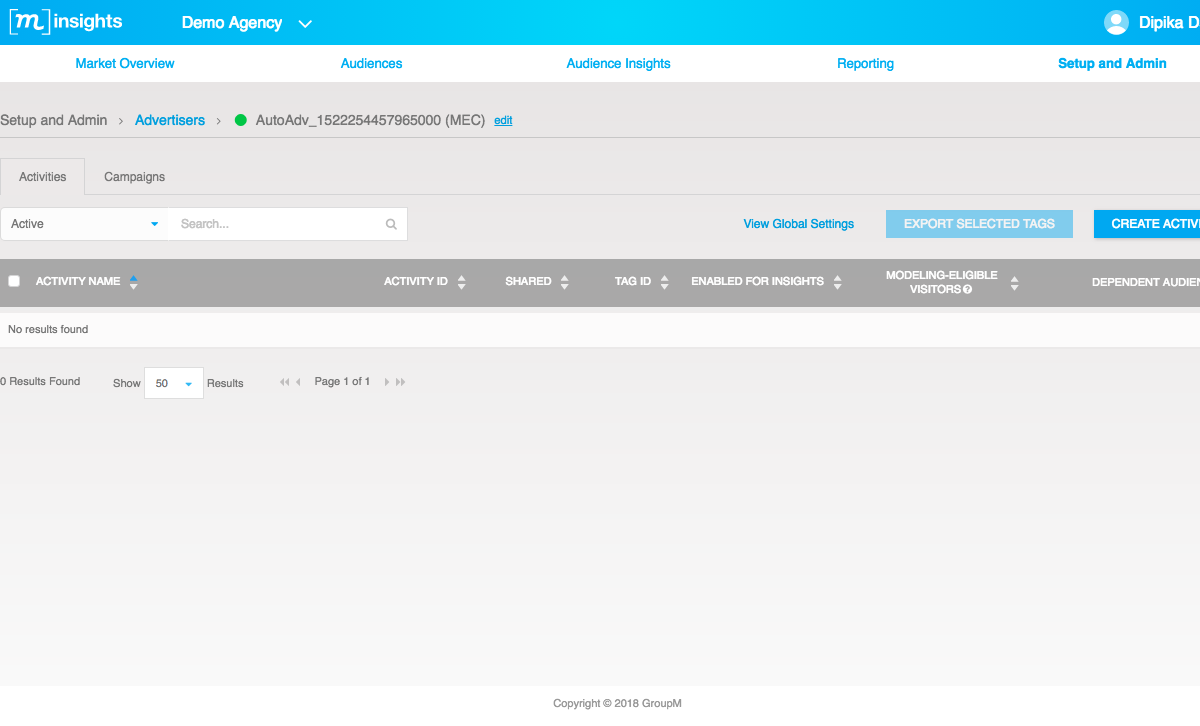 [m] insights Demo Agency Dipika D
Market Overview Audiences Audience Insights Reporting Setup and Admin
Setup and Admin > Advertisers > AutoAdv_1522254457965000 (MEC) edit
Activities Campaigns
Active Search... View Global Settings EXPORT SELECTED TAGS CREATE ACTIV
ACTIVITY NAME ACTIVITY ID SHARED TAG ID ENABLED FOR INSIGHTS MODELING-ELIGIBLE VISITORS DEPENDENT AUDIEN
No results found
0 Results Found Show 50 Results Page 1 of 1
Copyright © 2018 GroupM